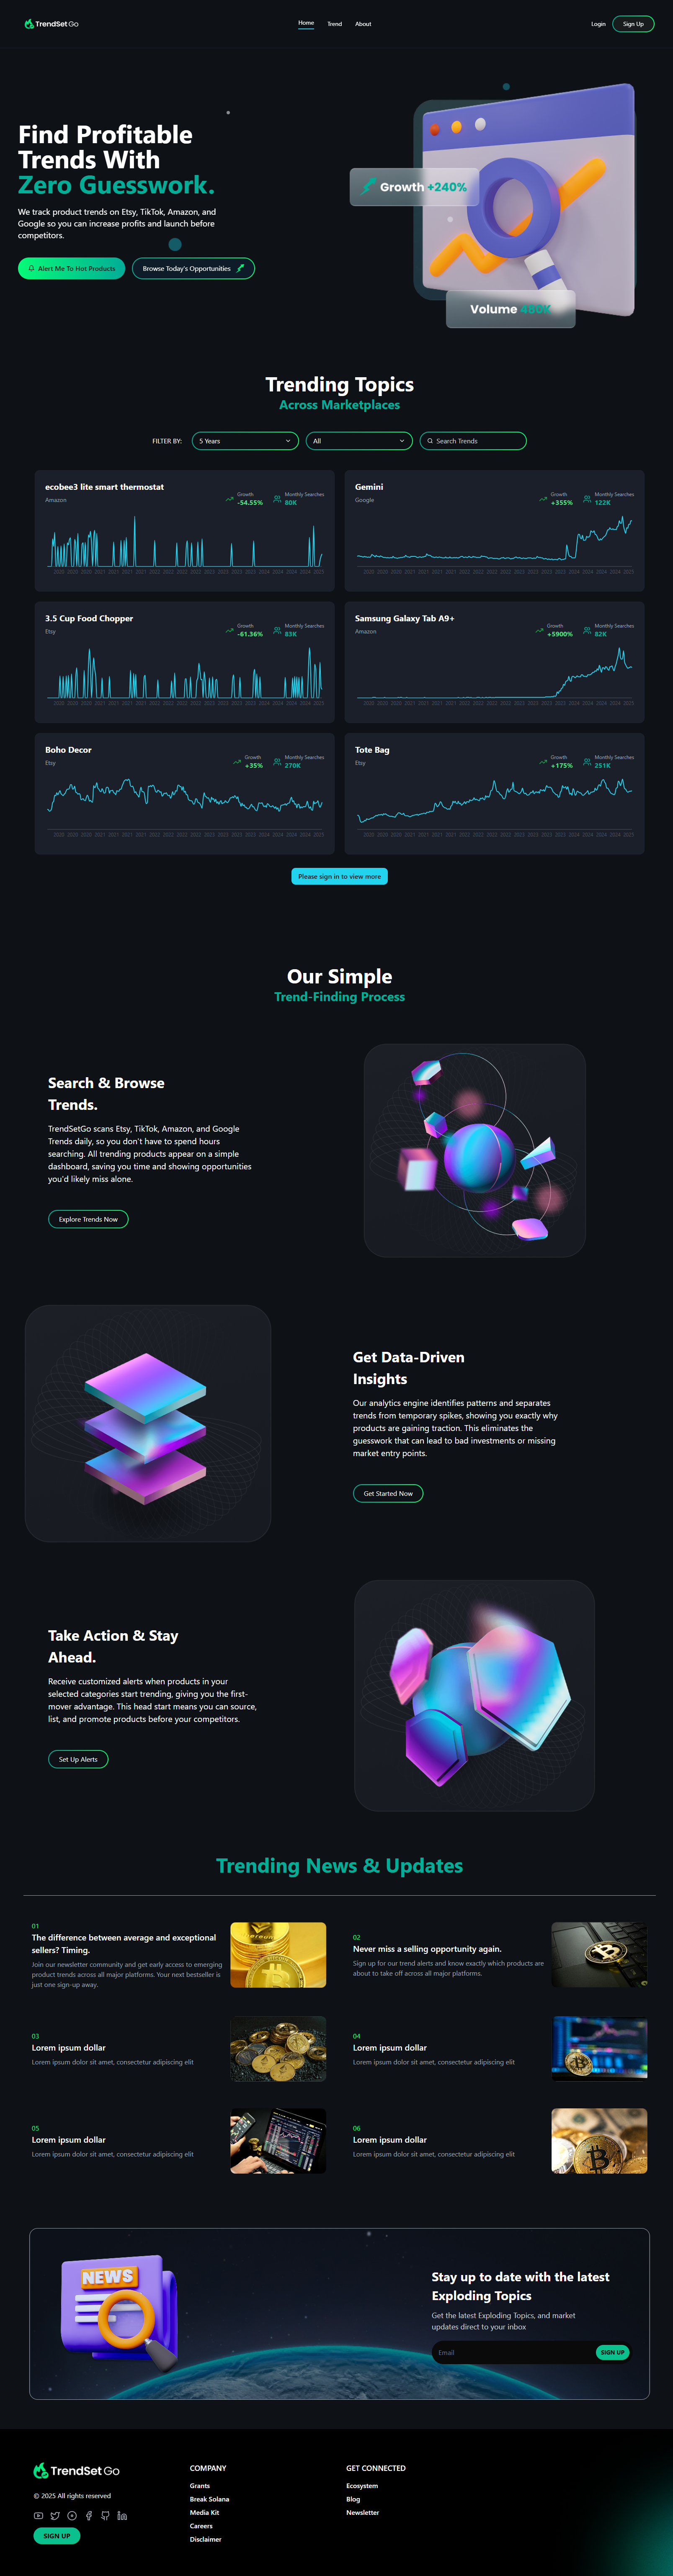 TrendSet Go
Home
Trend
About
Login
Sign Up
Find Profitable
Trends With
Zero Guesswork.
We track product trends on Etsy, TikTok, Amazon, and
Google so you can increase profits and launch before
competitors.
Alert Me To Hot Products
Browse Today's Opportunities
Growth +240%
Volume 480K
Trending Topics
Across Marketplaces
FILTER BY:
5 Years
All
Search Trends
ecobee3 lite smart thermostat
Amazon
Growth
-54.55%
Monthly Searches
80K
2020 2020 2020 2021 2021 2021 2021 2022 2022 2022 2022 2023 2023 2023 2024 2024 2024 2024 2025
Gemini
Google
Growth
+355%
Monthly Searches
122K
3.5 Cup Food Chopper
Etsy
Growth
-61.36%
Monthly Searches
83K
Samsung Galaxy Tab A9+
Amazon
Growth
+5900%
Monthly Searches
82K
Boho Decor
Etsy
Growth
+35%
Monthly Searches
270K
Tote Bag
Etsy
Growth
+175%
Monthly Searches
251K
Please sign in to view more
Our Simple
Trend-Finding Process
Search & Browse
Trends.
TrendSetGo scans Etsy, TikTok, Amazon, and Google
Trends daily, so you don't have to spend hours
searching. All trending products appear on a simple
dashboard, saving you time and showing opportunities
you'd likely miss alone.
Explore Trends Now
Get Data-Driven
Insights
Our analytics engine identifies patterns and separates
trends from temporary spikes, showing you exactly why
products are gaining traction. This eliminates the
guesswork that can lead to bad investments or missing
market entry points.
Get Started Now
Take Action & Stay
Ahead.
Receive customized alerts when products in your
selected categories start trending, giving you the first-
mover advantage. This head start means you can source,
list, and promote products before your competitors.
Set Up Alerts
Trending News & Updates
01
The difference between average and exceptional
sellers? Timing.
Join our newsletter community and get early access to emerging
product trends across all major platforms. Your next bestseller is
just one sign-up away.
02
Never miss a selling opportunity again.
Sign up for our trend alerts and know exactly which products are
about to take off across all major platforms.
03
Lorem ipsum dollar
Lorem ipsum dolor sit amet, consectetur adipiscing elit
04
Lorem ipsum dollar
Lorem ipsum dolor sit amet, consectetur adipiscing elit
05
Lorem ipsum dollar
Lorem ipsum dolor sit amet, consectetur adipiscing elit
06
Lorem ipsum dollar
Lorem ipsum dolor sit amet, consectetur adipiscing elit
NEWS
Stay up to date with the latest
Exploding Topics
Get the latest Exploding Topics, and market
updates direct to your inbox
Email
SIGN UP
TrendSet Go
© 2025 All rights reserved
SIGN UP
COMPANY
Grants
Break Solana
Media Kit
Careers
Disclaimer
GET CONNECTED
Ecosystem
Blog
Newsletter